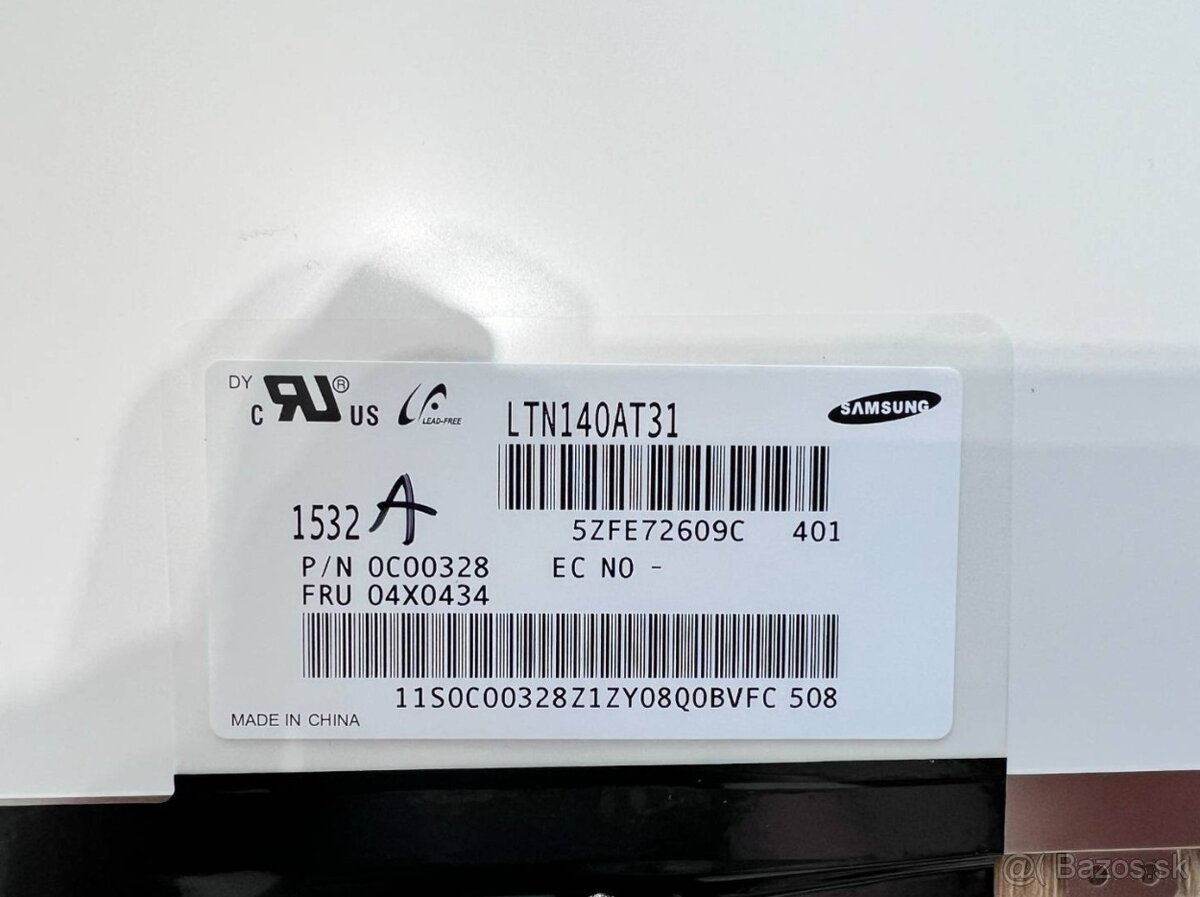 DY
C RU ® US
LEAD-FREE
LTN140AT31
SAMSUNG
1532 A
5ZFE72609C 401
P/N 0C00328 EC NO -
FRU 04X0434
11S0C00328Z1ZY08Q0BVFC 508
MADE IN CHINA
@( Bazos.sk